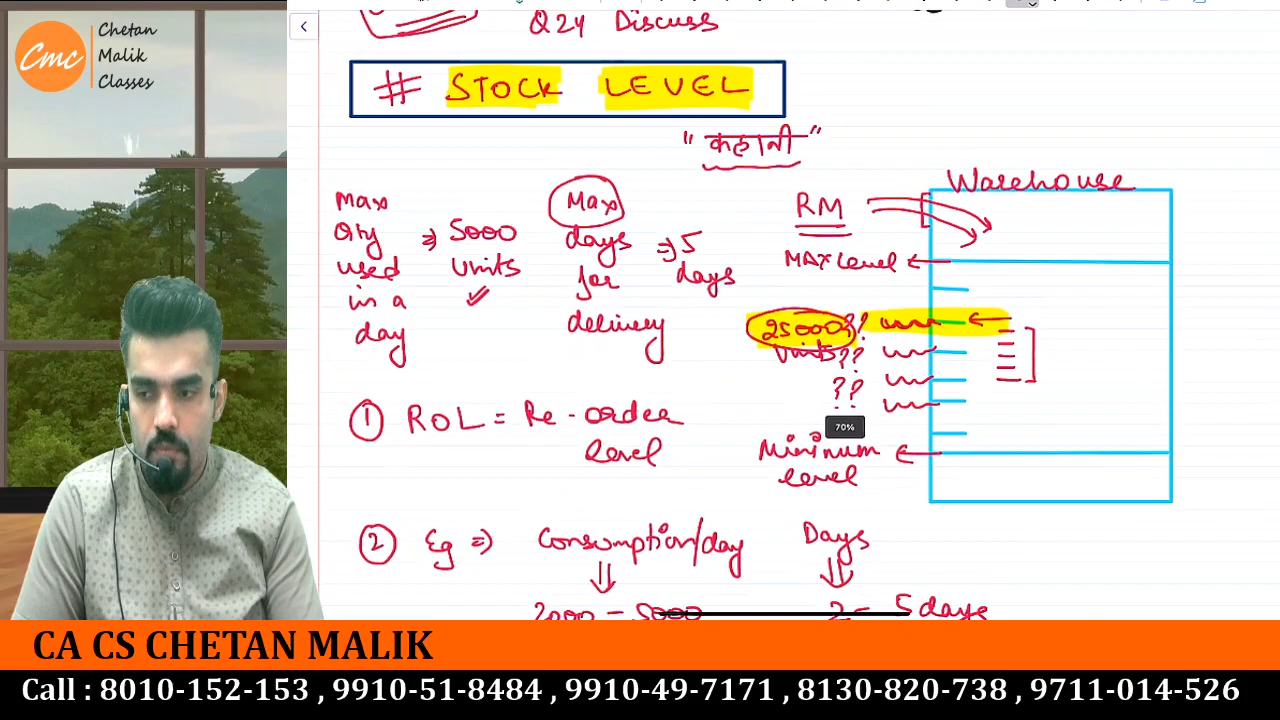 Cmc
Chetan
Malik
Classes
Q24 Discuss
# STOCK LEVEL
"कहानी"
Max
Qty
used
in a
day
⇒ 5000
units
Max
days
for
delivery
⇒ 5
days
RM
Warehouse
MAX level
25000
units
??
??
??
Minimum
level
① ROL = Re-order
level
② Eg ⇒ Consumption/day Days
2000 - 5000 2- 5 days
70%
CA CS CHETAN MALIK
Call : 8010-152-153 , 9910-51-8484 , 9910-49-7171 , 8130-820-738 , 9711-014-526